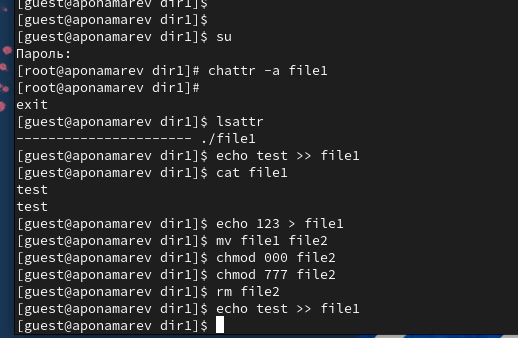 [guest@aponamarev dir1]$
[guest@aponamarev dir1]$
[guest@aponamarev dir1]$ su
Пароль:
[root@aponamarev dir1]# chattr -a file1
[root@aponamarev dir1]#
exit
[guest@aponamarev dir1]$ lsattr
---------------------- ./file1
[guest@aponamarev dir1]$ echo test >> file1
[guest@aponamarev dir1]$ cat file1
test
test
[guest@aponamarev dir1]$ echo 123 > file1
[guest@aponamarev dir1]$ mv file1 file2
[guest@aponamarev dir1]$ chmod 000 file2
[guest@aponamarev dir1]$ chmod 777 file2
[guest@aponamarev dir1]$ rm file2
[guest@aponamarev dir1]$ echo test >> file1
[guest@aponamarev dir1]$